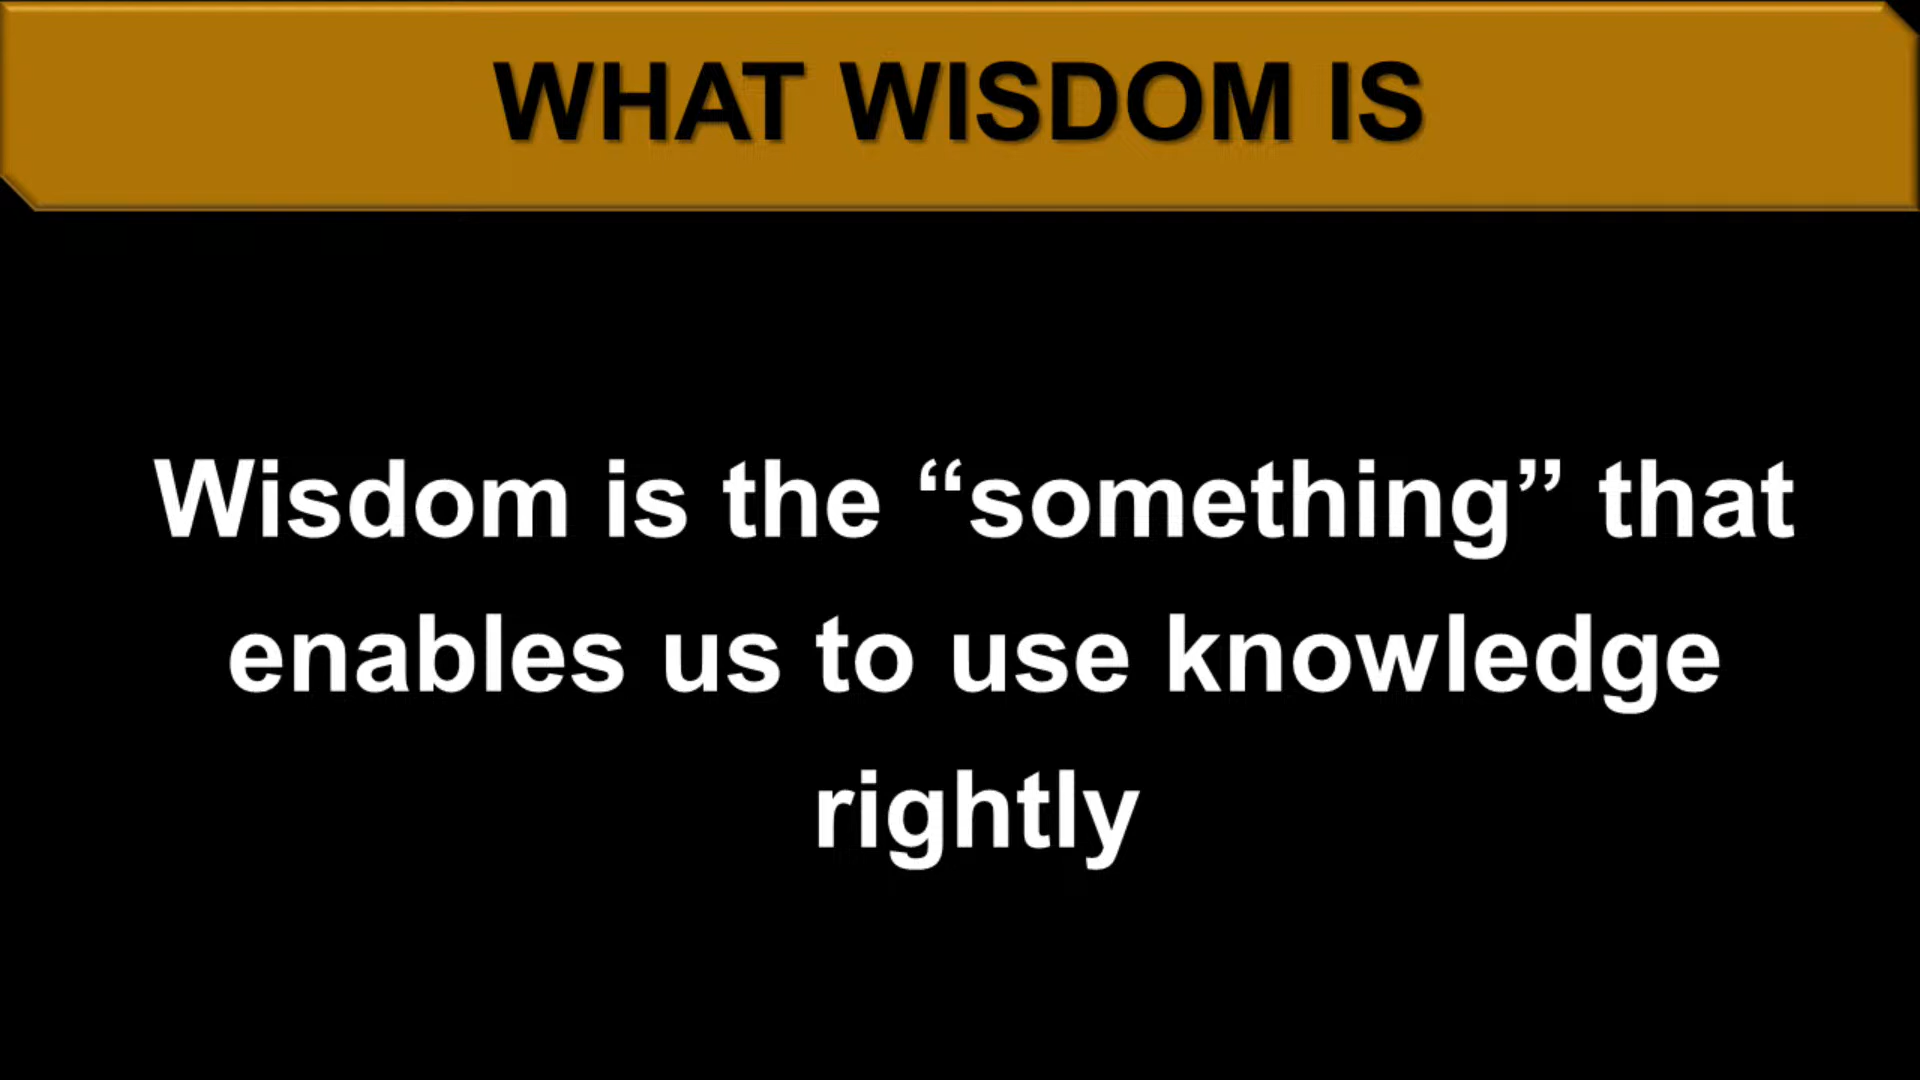 WHAT WISDOM IS
Wisdom is the “something” that
enables us to use knowledge
rightly